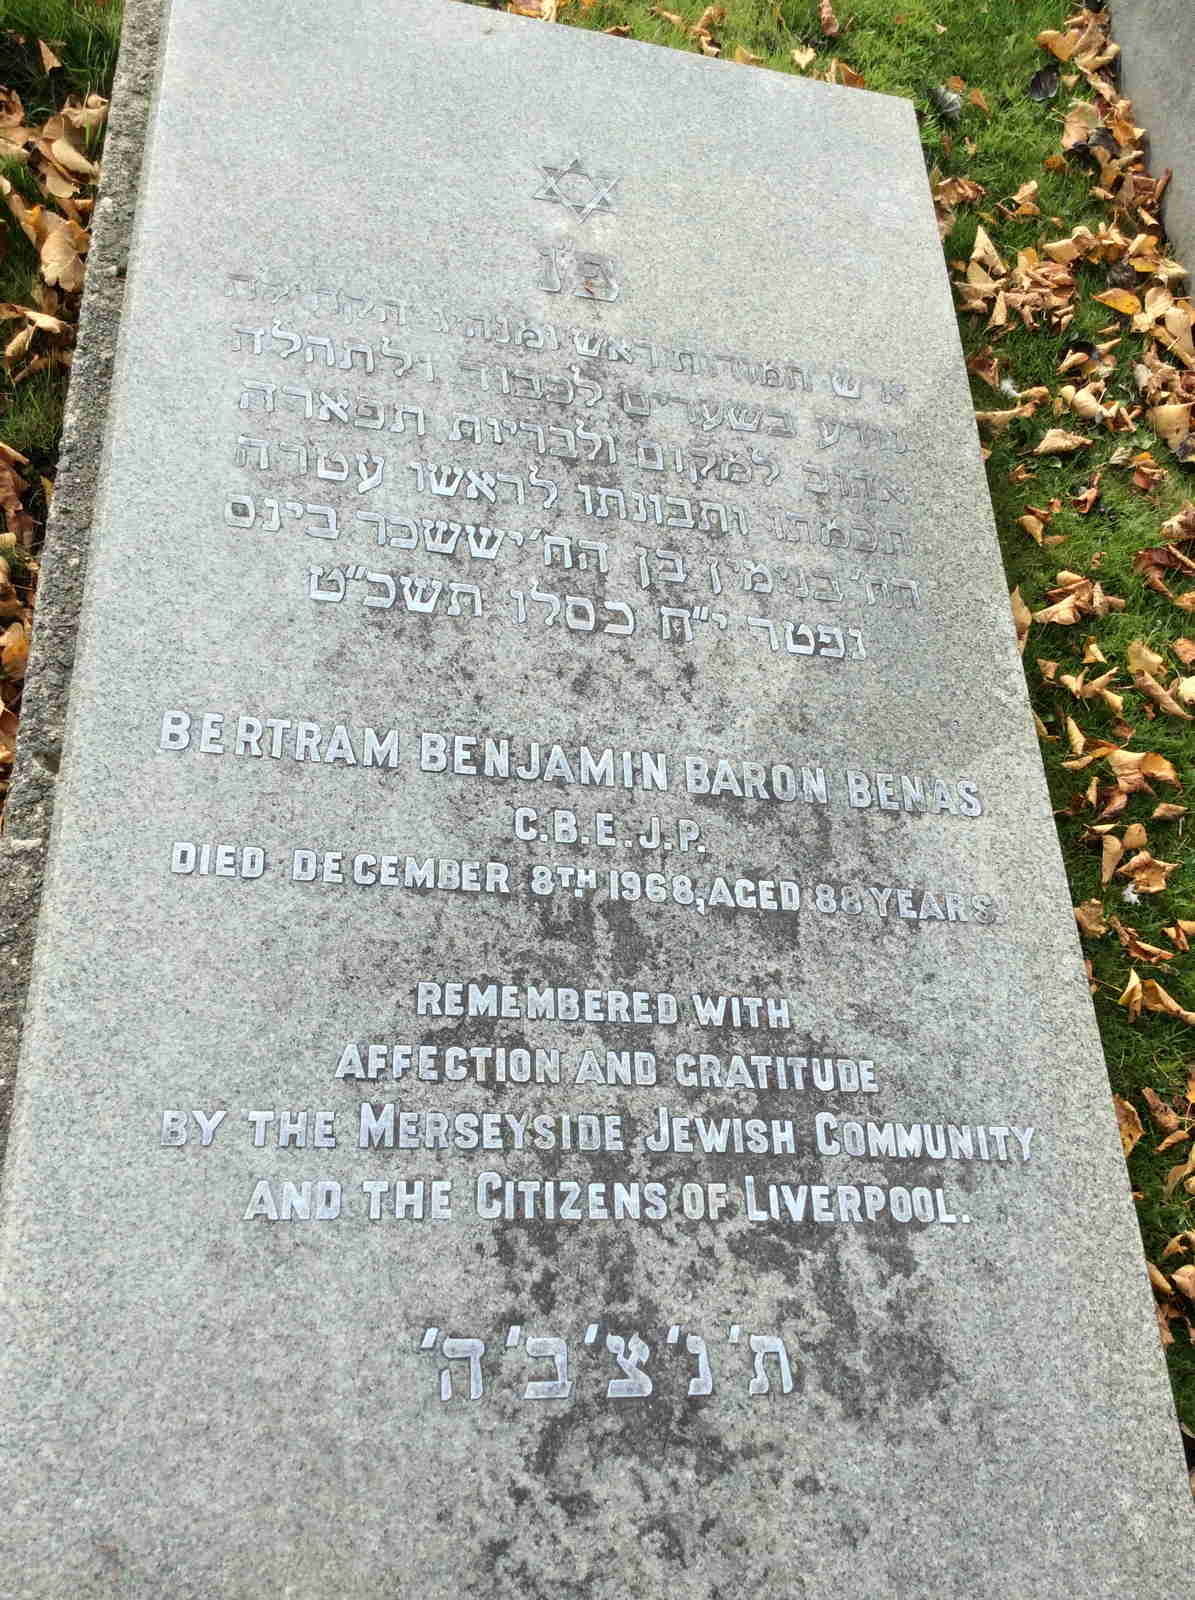 פ נ
איש חמודות ראש ומנהיג הקהילה
נודע בשערים לכבוד ולתהלה
אהוב למקום ולבריות תפארה
חכמתו ותבונתו לראשו עטרה
הח׳ בנימין בן הח׳ יששכר בינס
נפטר י״ח כסלו תשכ״ט
BERTRAM BENJAMIN BARON BENAS
C.B.E. J.P.
DIED DECEMBER 8TH. 1968, AGED 88 YEARS.
REMEMBERED WITH
AFFECTION AND GRATITUDE
BY THE MERSEYSIDE JEWISH COMMUNITY
AND THE CITIZENS OF LIVERPOOL.
ת׳ נ׳ צ׳ ב׳ ה׳